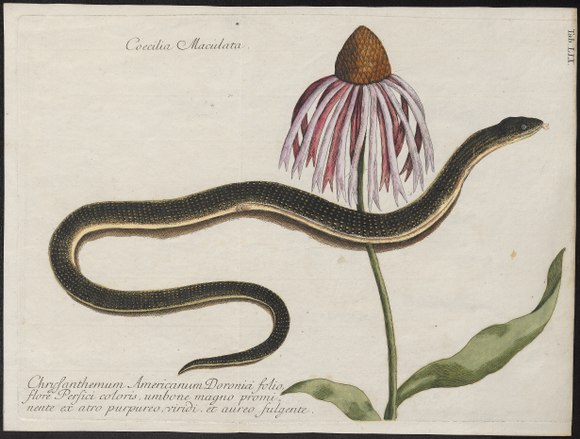 Coecilia Maculata.
Tab. LIX.
Chrysanthemum Americanum Doronici folio,
flore Persici coloris, umbone magno promi,
nente ex atro purpureo, viridi, et aureo fulgente.